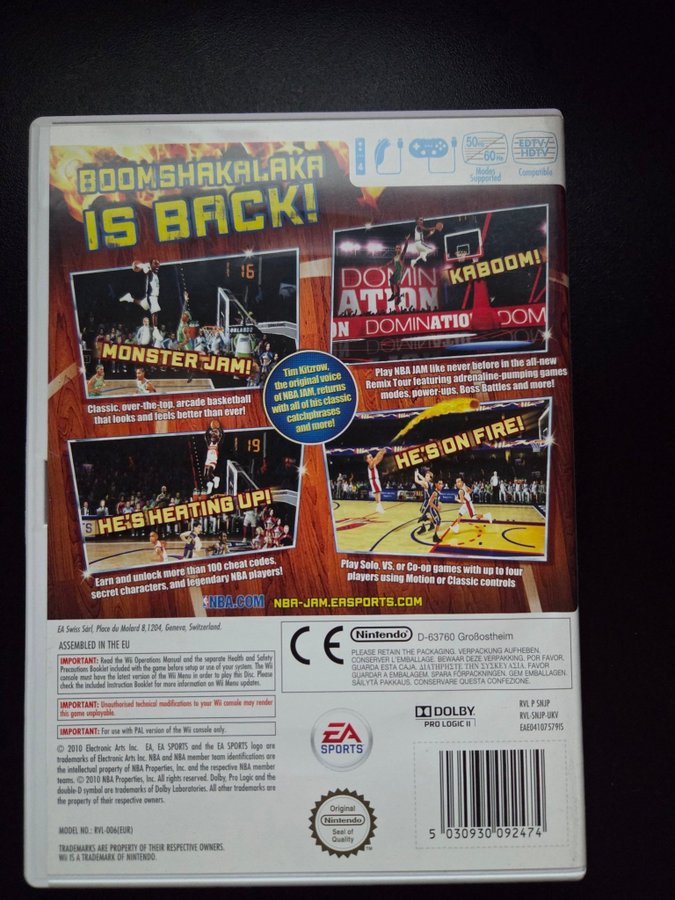 BOOMSHAKALAKA
IS BACK!
4
50Hz
60Hz
Modes
Supported
EDTV/
HDTV
Compatible
16
ORLANDO
MONSTER JAM!
Classic, over-the-top, arcade basketball
that looks and feels better than ever!
DOMIN
ATION
ON DOMINATIO DOM
KABOOM!
Play NBA JAM like never before in the all-new
Remix Tour featuring adrenaline-pumping games
modes, power-ups, Boss Battles and more!
Tim Kitzrow,
the original voice
of NBA JAM, returns
with all of his classic
catchphrases
and more!
19
HE'S HEATING UP!
Earn and unlock more than 100 cheat codes,
secret characters, and legendary NBA players!
HE'S ON FIRE!
Play Solo, VS. or Co-op games with up to four
players using Motion or Classic controls
NBA.COM NBA-JAM.EASPORTS.COM
EA Swiss Sàrl, Place du Molard 8,1204, Geneva, Switzerland.
ASSEMBLED IN THE EU
IMPORTANT: Read the Wii Operations Manual and the separate Health and Safety
Precautions Booklet included with the game before setup or use of your system. The Wii
console must have the latest version of the Wii Menu in order to play this Disc. Please
check the included Instruction Booklet for more information on Wii Menu updates.
IMPORTANT: Unauthorised technical modifications to your Wii console may render
this game unplayable.
IMPORTANT: For use with PAL version of the Wii console only.
© 2010 Electronic Arts Inc. EA, EA SPORTS and the EA SPORTS logo are
trademarks of Electronic Arts Inc. NBA and NBA member team identifications are
the intellectual property of NBA Properties, Inc. and the respective NBA member
teams. © 2010 NBA Properties, Inc. All rights reserved. Dolby, Pro Logic and the
double-D symbol are trademarks of Dolby Laboratories. All other trademarks are
the property of their respective owners.
MODEL NO.: RVL-006(EUR)
TRADEMARKS ARE PROPERTY OF THEIR RESPECTIVE OWNERS.
Wii IS A TRADEMARK OF NINTENDO.
CE
Nintendo® D-63760 Großostheim
PLEASE RETAIN THE PACKAGING. VERPACKUNG AUFHEBEN.
CONSERVER L'EMBALLAGE. BEWAAR DEZE VERPAKKING. POR FAVOR,
GUARDAR ESTA CAJA. ΔΙΑΤΗΡΗΣΤΕ ΤΗΝ ΣΥΣΚΕΥΑΣΙΑ. FAVOR
GUARDAR A EMBALAGEM. SPARA FÖRPACKNINGEN. GEM EMBALLAGEN.
SÄILYTÄ PAKKAUS. CONSERVARE QUESTA CONFEZIONE.
EA
SPORTS
DOLBY
PRO LOGIC II
RVL P SNJP
RVL-SNJP-UKV
EAE04107579IS
Original
Nintendo
Seal of
Quality
TM
5 030930 092474